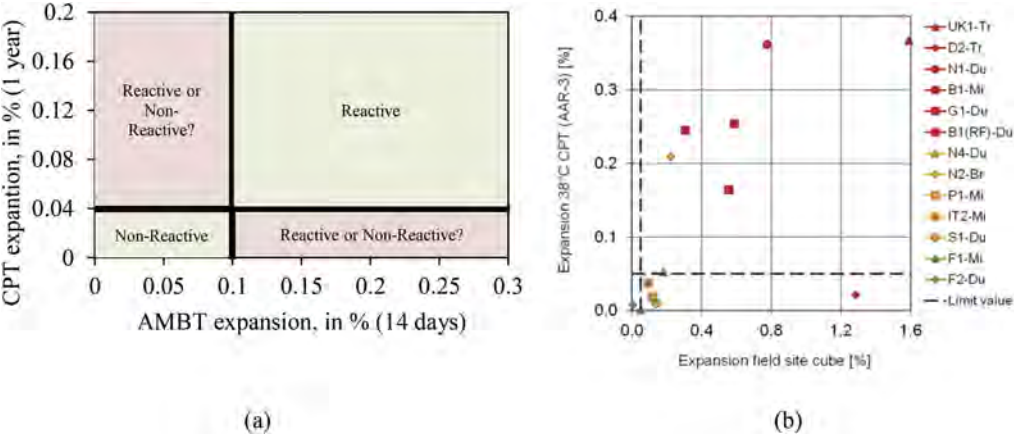 (a)
CPT expantion, in % (1 year)
0.2
0.16
0.12
0.08
0.04
0
Reactive or
Non-
Reactive?
Reactive
Non-Reactive
Reactive or Non-Reactive?
0
0.05
0.1
0.15
0.2
0.25
0.3
AMBT expansion, in % (14 days)
(a)
(b)
Expansion 38°C CPT (AAR-3) [%]
0.4
0.3
0.2
0.1
0.0
0.0
0.4
0.8
1.2
1.6
Expansion field site cube [%]
UK1-Tr
D2-Tr
N1-Du
B1-Mi
G1-Du
B1(RF)-Du
N4-Du
N2-Br
P1-Mi
IT2-Mi
S1-Du
F1-Mi
F2-Du
Limit value
(b)